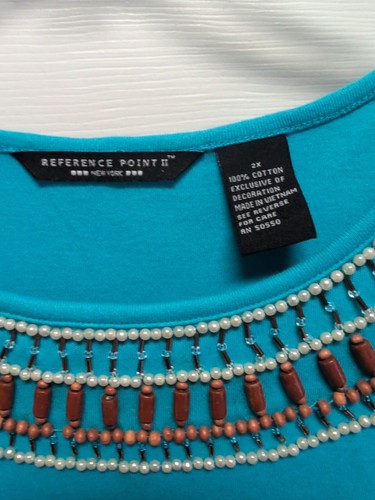 REFERENCE POINT II™
NEW YORK
2X
100% COTTON
EXCLUSIVE OF
DECORATION
MADE IN VIETNAM
SEE REVERSE
FOR CARE
RN 50550